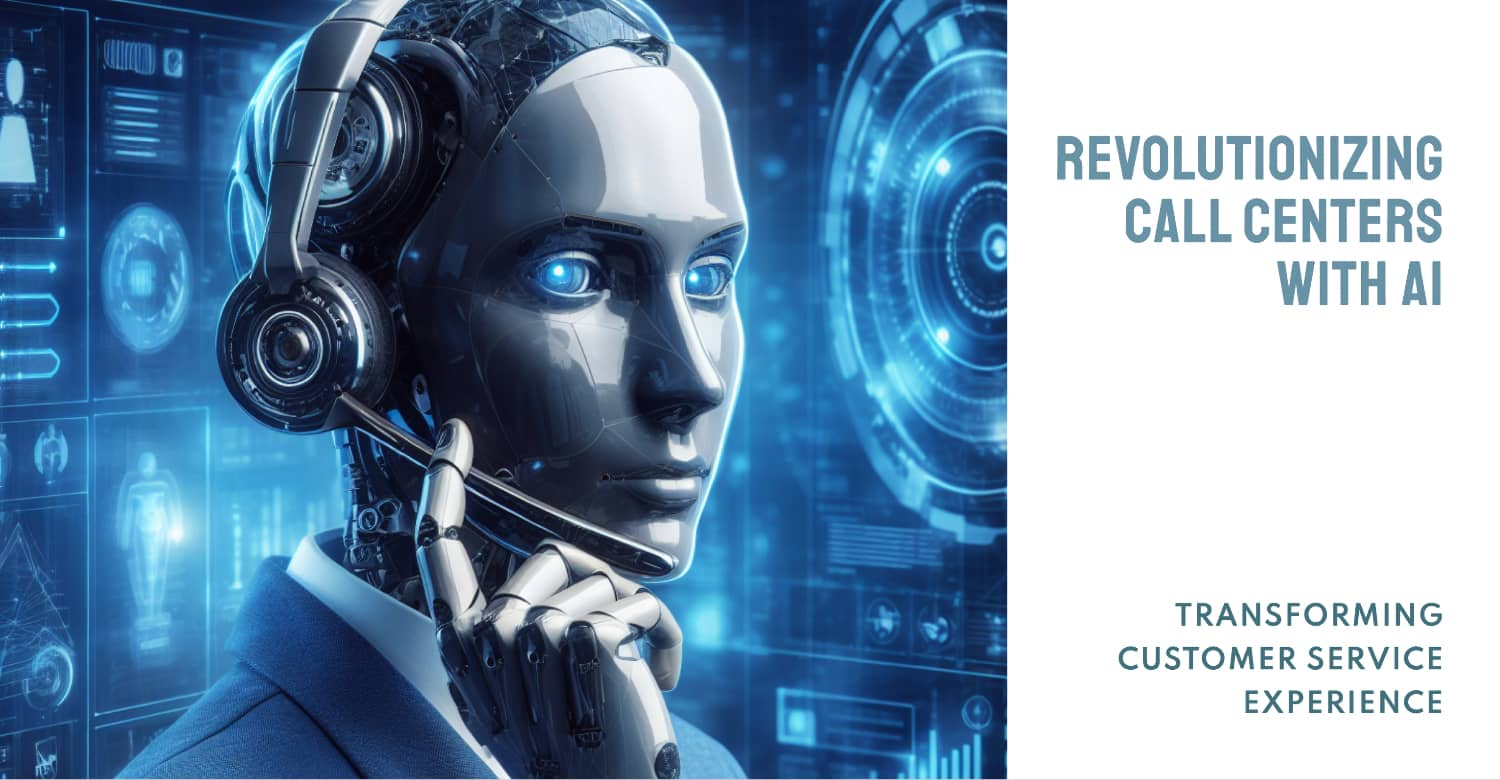 REVOLUTIONIZING
CALL CENTERS
WITH AI
TRANSFORMING
CUSTOMER SERVICE
EXPERIENCE